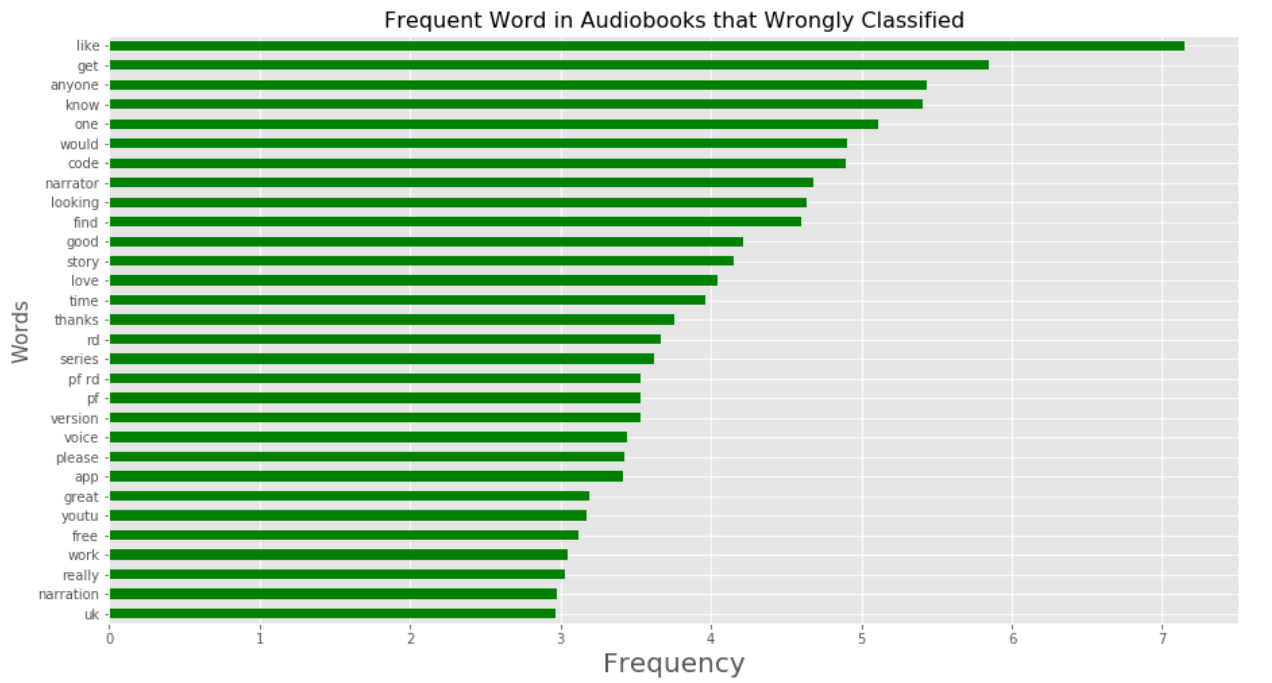 Frequent Word in Audiobooks that Wrongly Classified
like
get
anyone
know
one
would
code
narrator
looking
find
good
story
love
time
thanks
rd
series
pf rd
pf
version
voice
please
app
great
youtu
free
work
really
narration
uk
Words
0 1 2 3 4 5 6 7
Frequency